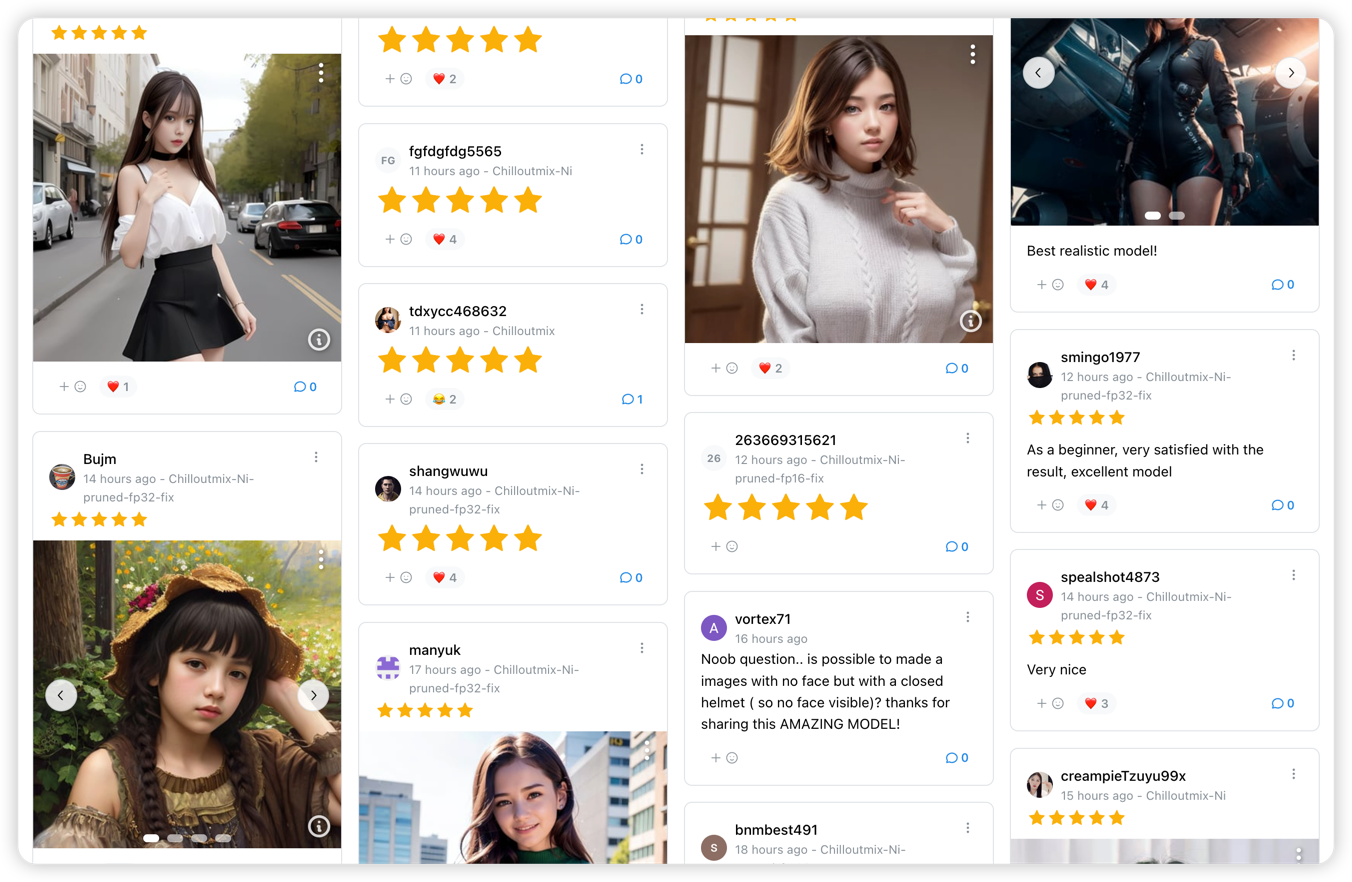 1
0
Bujm
14 hours ago - Chilloutmix-Ni-
pruned-fp32-fix
2
0
FG
fgfdgfdg5565
11 hours ago - Chilloutmix-Ni
4
0
tdxycc468632
11 hours ago - Chilloutmix
2
1
shangwuwu
14 hours ago - Chilloutmix-Ni-
pruned-fp32-fix
4
0
manyuk
17 hours ago - Chilloutmix-Ni-
pruned-fp32-fix
2
0
26
263669315621
12 hours ago - Chilloutmix-Ni-
pruned-fp16-fix
0
A
vortex71
16 hours ago
Noob question.. is possible to made a
images with no face but with a closed
helmet ( so no face visible)? thanks for
sharing this AMAZING MODEL!
0
S
bnmbest491
18 hours ago - Chilloutmix-Ni-
Best realistic model!
4
0
smingo1977
12 hours ago - Chilloutmix-Ni-
pruned-fp32-fix
As a beginner, very satisfied with the
result, excellent model
4
0
S
spealshot4873
14 hours ago - Chilloutmix-Ni-
pruned-fp32-fix
Very nice
3
0
creampieTzuyu99x
15 hours ago - Chilloutmix-Ni